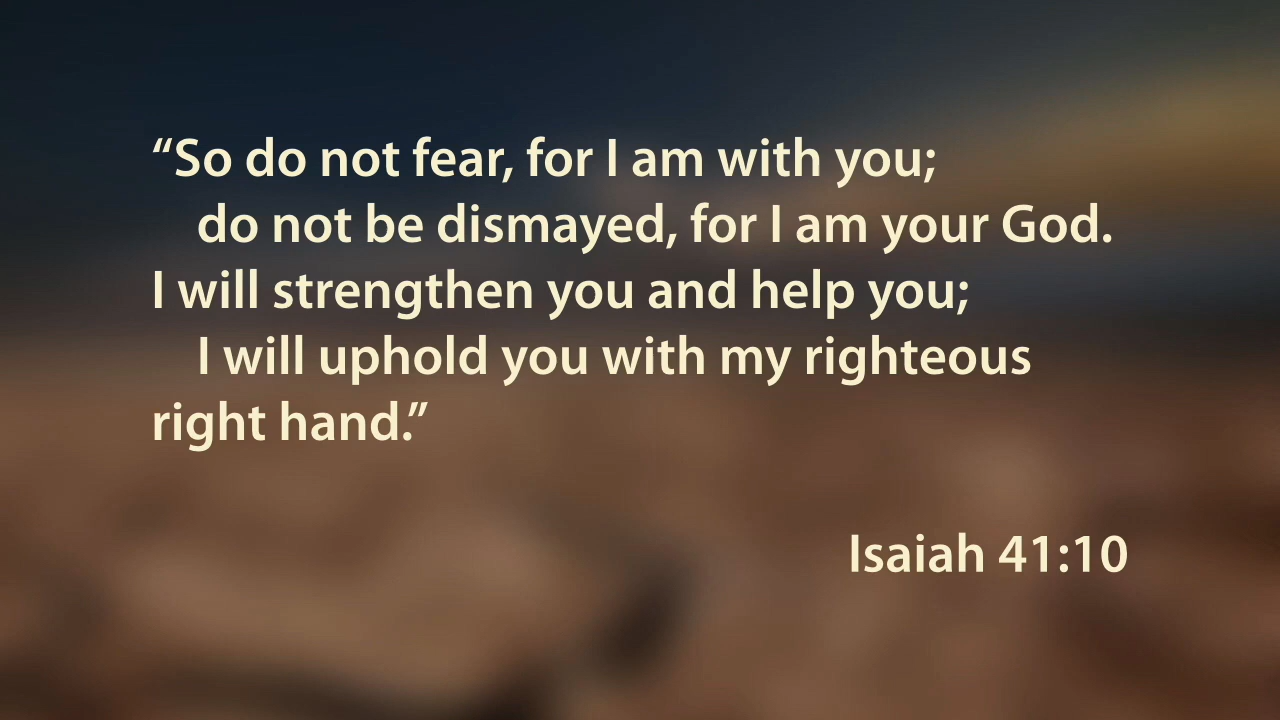 “So do not fear, for I am with you;
do not be dismayed, for I am your God.
I will strengthen you and help you;
I will uphold you with my righteous
right hand.”
Isaiah 41:10